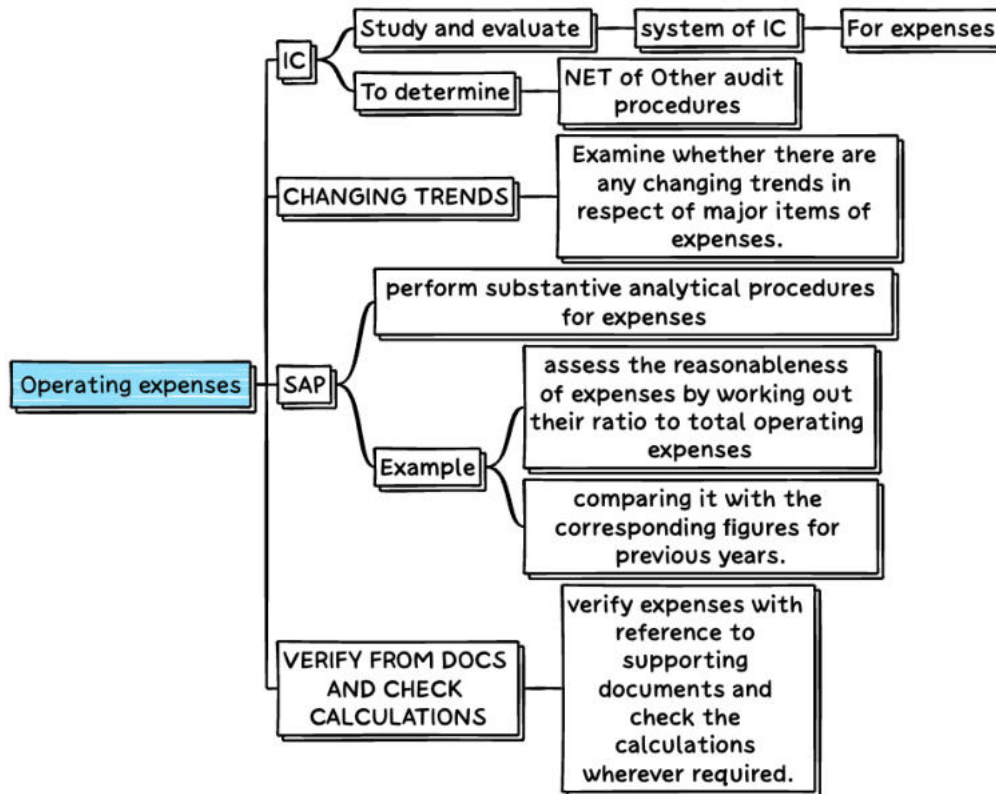 Operating expenses
IC
Study and evaluate
system of IC
For expenses
To determine
NET of Other audit
procedures
CHANGING TRENDS
Examine whether there are
any changing trends in
respect of major items of
expenses.
SAP
perform substantive analytical procedures
for expenses
Example
assess the reasonableness
of expenses by working out
their ratio to total operating
expenses
comparing it with the
corresponding figures for
previous years.
VERIFY FROM DOCS
AND CHECK
CALCULATIONS
verify expenses with
reference to
supporting
documents and
check the
calculations
wherever required.